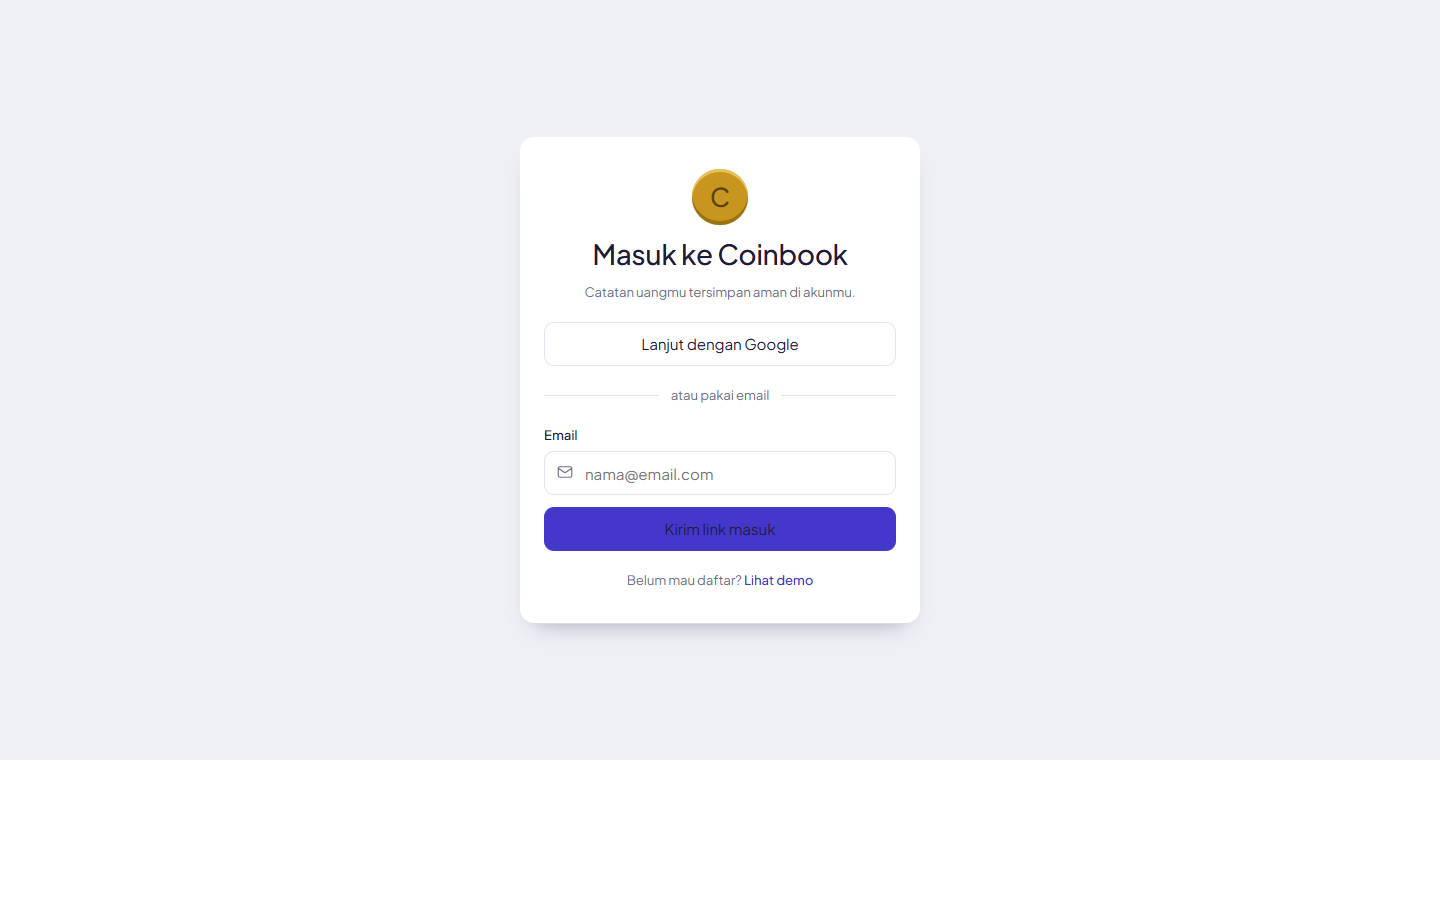 C
Masuk ke Coinbook
Catatan uangmu tersimpan aman di akunmu.
Lanjut dengan Google
atau pakai email
Email
nama@email.com
Kirim link masuk
Belum mau daftar? Lihat demo